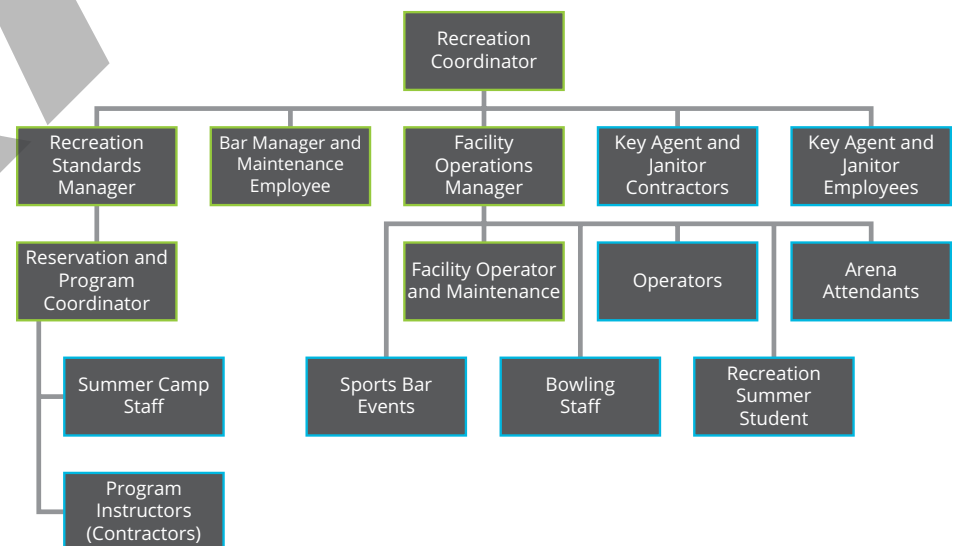 Recreation
Coordinator
Recreation
Standards
Manager
Bar Manager and
Maintenance
Employee
Facility
Operations
Manager
Key Agent and
Janitor
Contractors
Key Agent and
Janitor
Employees
Reservation and
Program
Coordinator
Facility Operator
and Maintenance
Operators
Arena
Attendants
Summer Camp
Staff
Sports Bar
Events
Bowling
Staff
Recreation
Summer
Student
Program
Instructors
(Contractors)